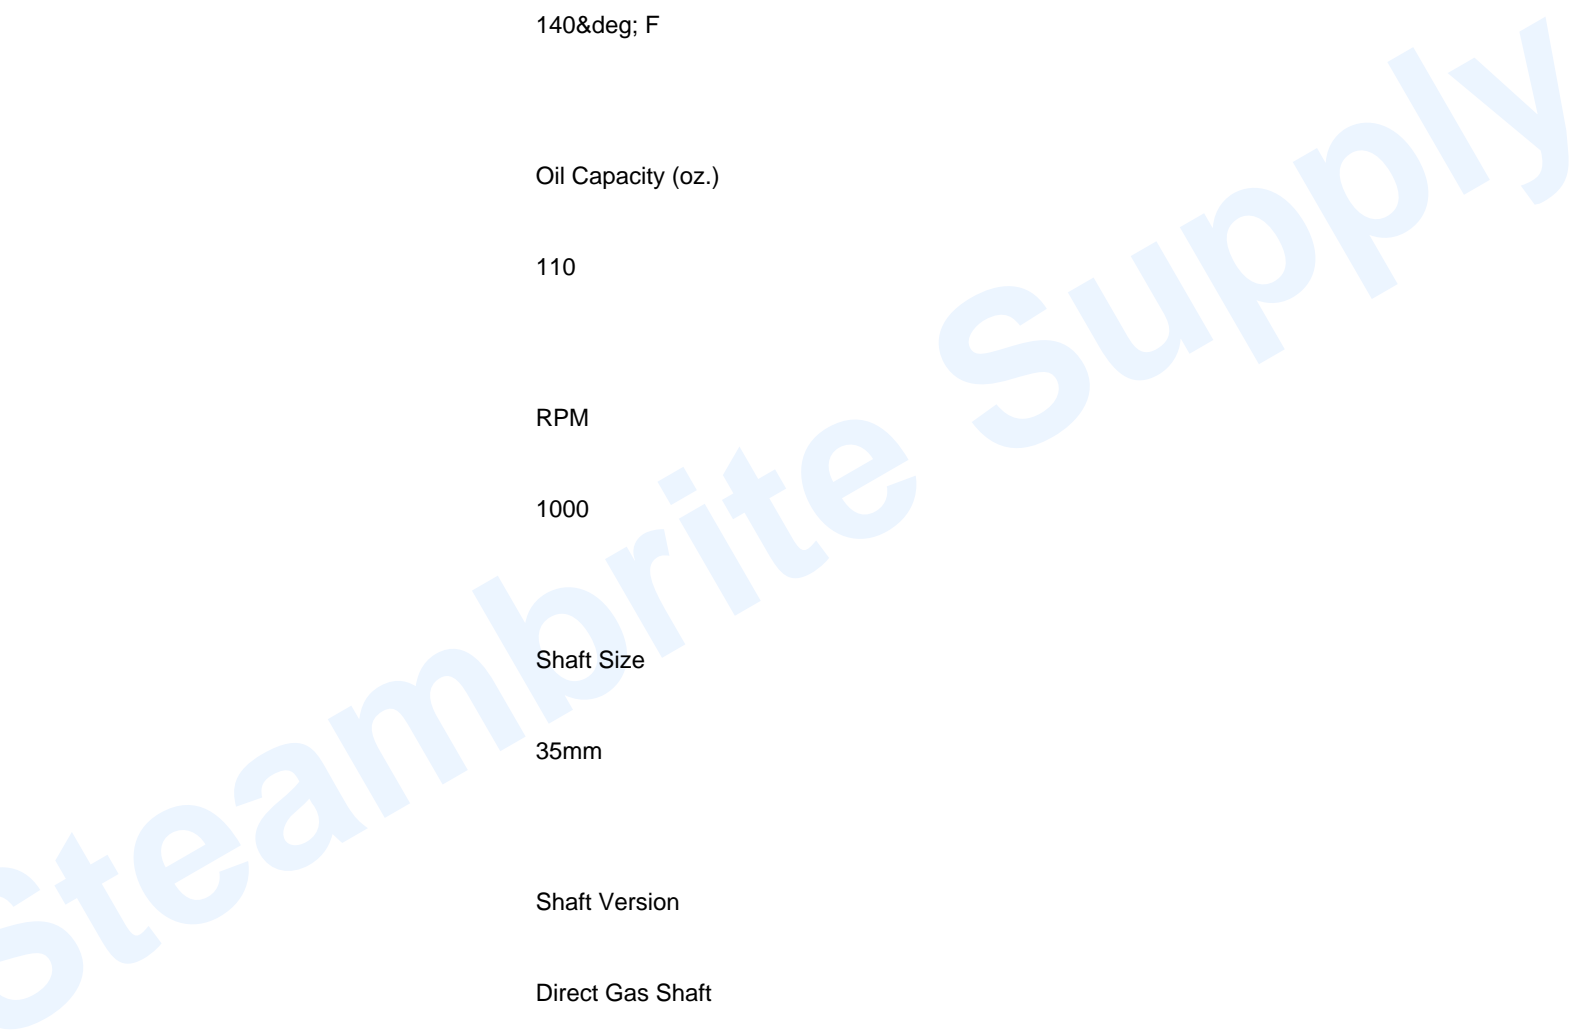 140&deg; F
Oil Capacity (oz.)
110
RPM
1000
Shaft Size
35mm
Shaft Version
Direct Gas Shaft
Steambrite Supply